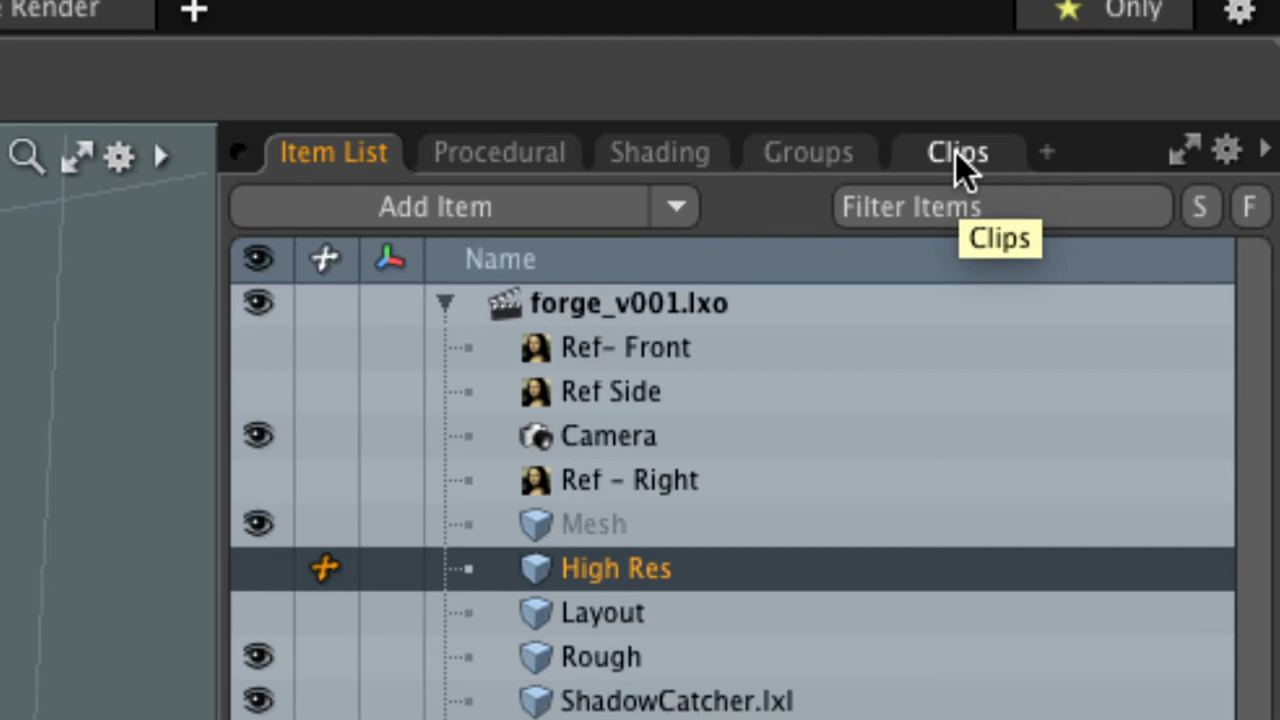 Render Only
Item List Procedural Shading Groups Clips
Add Item Filter Items S F
Clips
Name
forge_v001.lxo
Ref- Front
Ref Side
Camera
Ref - Right
Mesh
High Res
Layout
Rough
ShadowCatcher.lxl